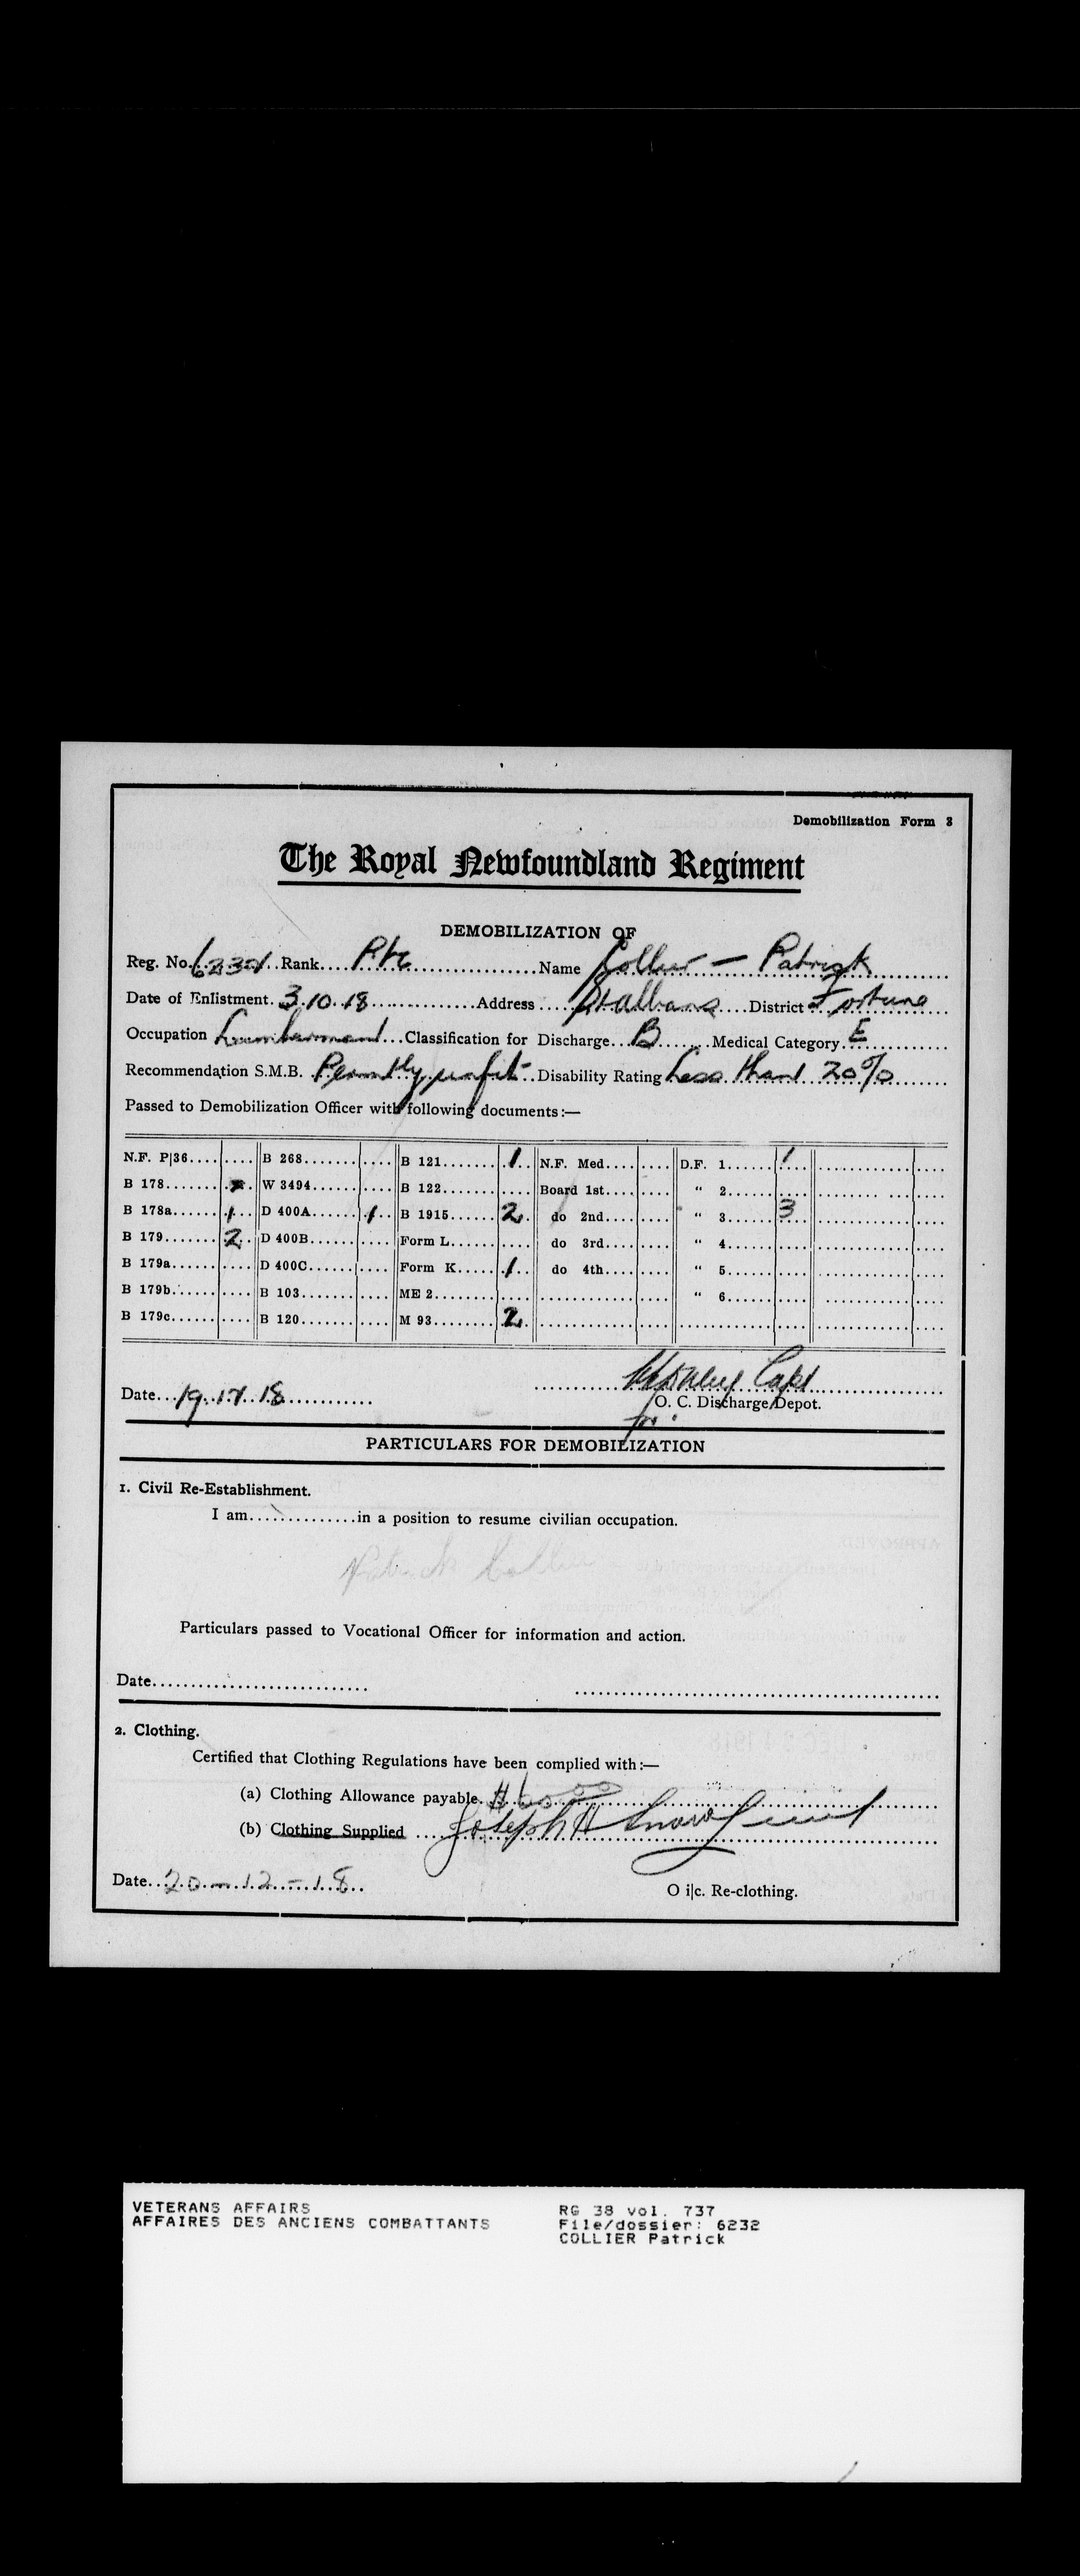 Demobilization Form 3
The Royal Newfoundland Regiment
DEMOBILIZATION OF
Reg. No. 6232 Rank Pte Name Collier — Patrick
Date of Enlistment. 3.10.18 Address St Albans District Fortune
Occupation Lumberman Classification for Discharge B Medical Category E
Recommendation S.M.B. Permtly unfit Disability Rating Less than 20%
Passed to Demobilization Officer with following documents:—
N.F. P|36 B 268 B 121 1 N.F. Med. D.F. 1 1
B 178 W 3494 B 122 Board 1st " 2
B 178a 1 D 400A 1 B 1915 2 do 2nd " 3 3
B 179 2 D 400B Form L do 3rd " 4
B 179a D 400C Form K 1 do 4th " 5
B 179b B 103 ME 2 " 6
B 179c B 120 M 93 2
Capt
Date 19.12.18 O. C. Discharge Depot.
for
PARTICULARS FOR DEMOBILIZATION
1. Civil Re-Establishment.
I am in a position to resume civilian occupation.
Patrick Collier
Particulars passed to Vocational Officer for information and action.
Date
2. Clothing.
Certified that Clothing Regulations have been complied with:—
(a) Clothing Allowance payable $60.00
(b) Clothing Supplied Joseph H Snow Lieut
Date 20-12-18 O i|c. Re-clothing.
VETERANS AFFAIRS RG 38 vol. 737
AFFAIRES DES ANCIENS COMBATTANTS File/dossier: 6232
COLLIER Patrick